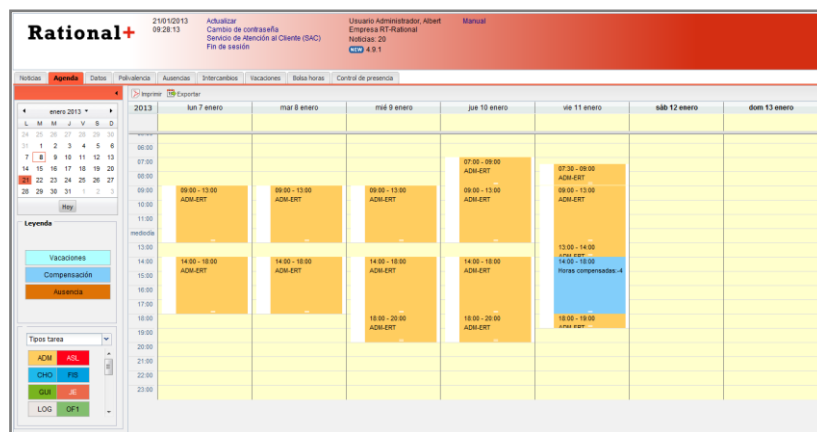 Rational+
21/01/2013
09:28:13
Actualizar
Cambio de contraseña
Servicio de Atención al Cliente (SAC)
Fin de sesión
Usuario Administrador, Albert
Empresa RT-Rational
Noticias: 20
NEW 4.9.1
Manual
Noticias Agenda Datos Polivalencia Ausencias Intercambios Vacaciones Bolsa horas Control de presencia
Imprimir Exportar
enero 2013
L M M J V S D
24 25 26 27 28 29 30
31 1 2 3 4 5 6
7 8 9 10 11 12 13
14 15 16 17 18 19 20
21 22 23 24 25 26 27
28 29 30 31 1 2 3
Hoy
Leyenda
Vacaciones
Compensación
Ausencia
Tipos tarea
ADM ASL
CHO FIS
GUI JE
LOG OF1
2013 lun 7 enero mar 8 enero mié 9 enero jue 10 enero vie 11 enero sáb 12 enero dom 13 enero
06:00
07:00
08:00
09:00
10:00
11:00
mediodía
13:00
14:00
15:00
16:00
17:00
18:00
19:00
20:00
21:00
22:00
23:00
09:00 - 13:00
ADM-ERT
14:00 - 18:00
ADM-ERT
09:00 - 13:00
ADM-ERT
14:00 - 18:00
ADM-ERT
09:00 - 13:00
ADM-ERT
14:00 - 18:00
ADM-ERT
18:00 - 20:00
ADM-ERT
07:00 - 09:00
ADM-ERT
09:00 - 13:00
ADM-ERT
14:00 - 18:00
ADM-ERT
18:00 - 20:00
ADM-ERT
07:30 - 09:00
ADM-ERT
09:00 - 13:00
ADM-ERT
13:00 - 14:00
ADM-ERT
14:00 - 18:00
Horas compensadas:-4
18:00 - 19:00
ADM-ERT